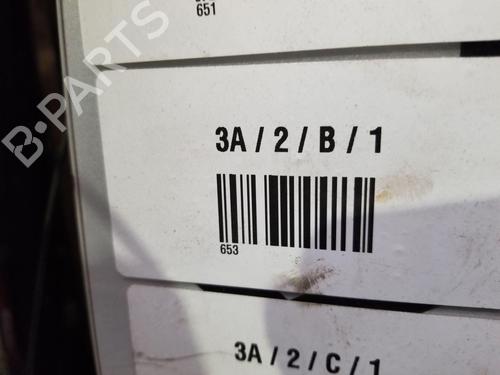 651
B-PARTS
3A / 2 / B / 1
653
3A / 2 / C / 1